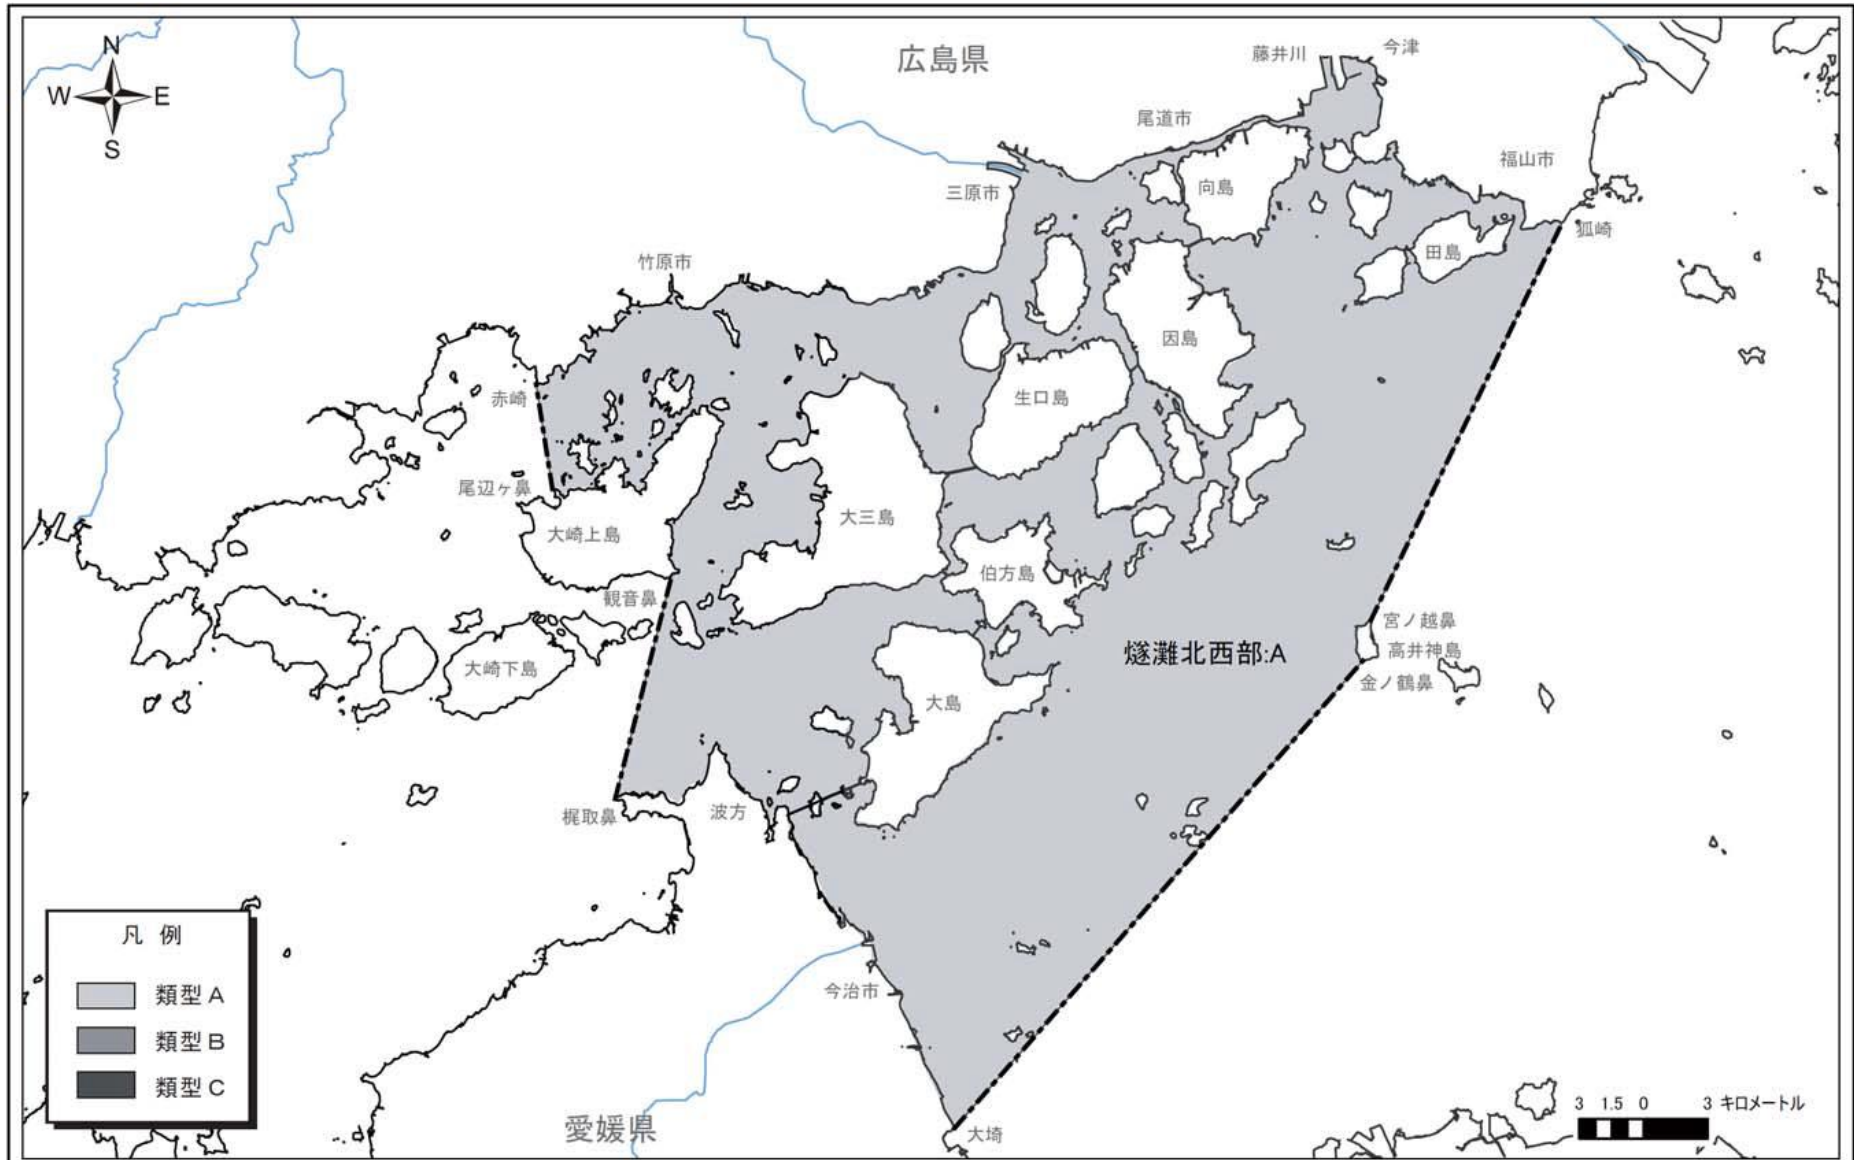 N
W
E
S
広島県
藤井川
今津
尾道市
福山市
三原市
向島
狐崎
田島
竹原市
因島
赤崎
生口島
尾辺ヶ鼻
大崎上島
大三島
伯方島
観音鼻
宮ノ越鼻
高井神島
金ノ鶴鼻
燧灘北西部:A
大崎下島
大島
梶取鼻
波方
今治市
愛媛県
大埼
凡 例
類型 A
類型 B
類型 C
3 1.5 0 3 キロメートル